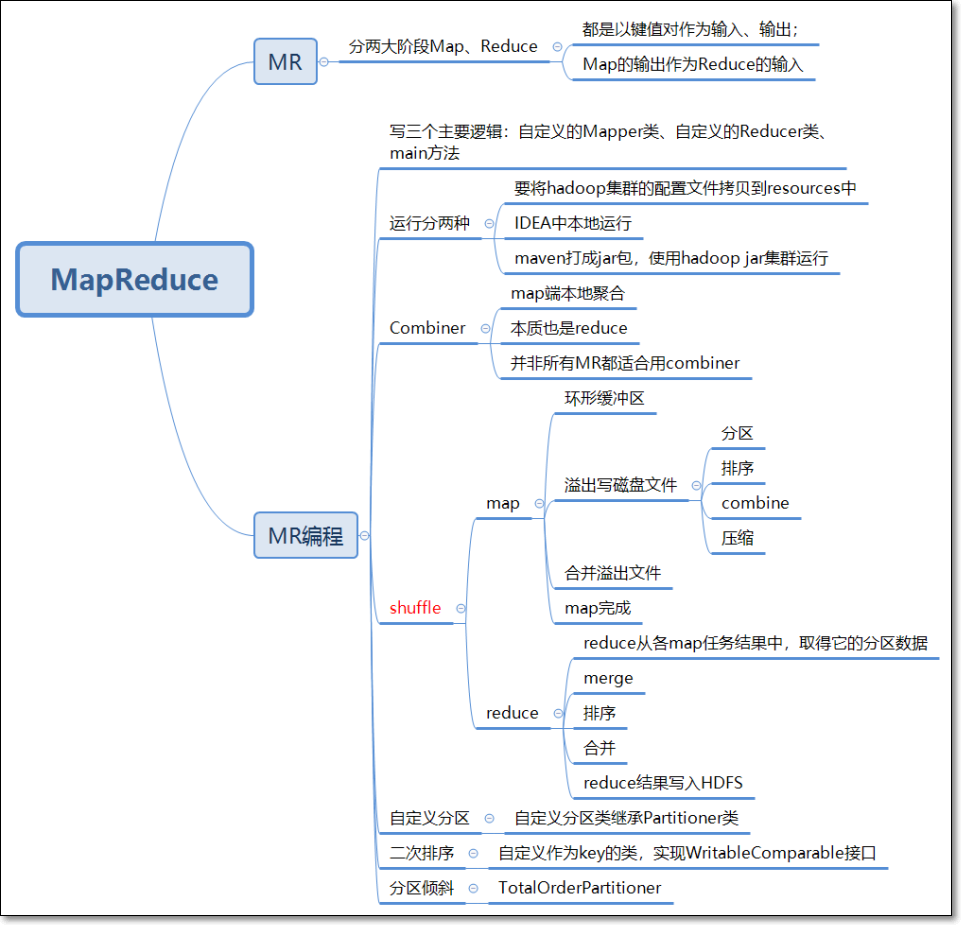 MapReduce
MR
分两大阶段Map、Reduce
都是以键值对作为输入、输出；
Map的输出作为Reduce的输入
MR编程
写三个主要逻辑：自定义的Mapper类、自定义的Reducer类、
main方法
运行分两种
要将hadoop集群的配置文件拷贝到resources中
IDEA中本地运行
maven打成jar包，使用hadoop jar集群运行
Combiner
map端本地聚合
本质也是reduce
并非所有MR都适合用combiner
shuffle
map
环形缓冲区
溢出写磁盘文件
分区
排序
combine
压缩
合并溢出文件
map完成
reduce
reduce从各map任务结果中，取得它的分区数据
merge
排序
合并
reduce结果写入HDFS
自定义分区
自定义分区类继承Partitioner类
二次排序
自定义作为key的类，实现WritableComparable接口
分区倾斜
TotalOrderPartitioner